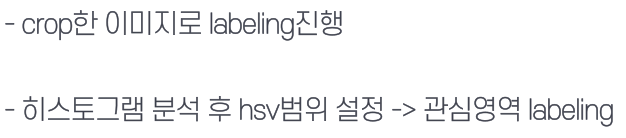 - crop한 이미지로 labeling진행
- 히스토그램 분석 후 hsv범위 설정 -> 관심영역 labeling